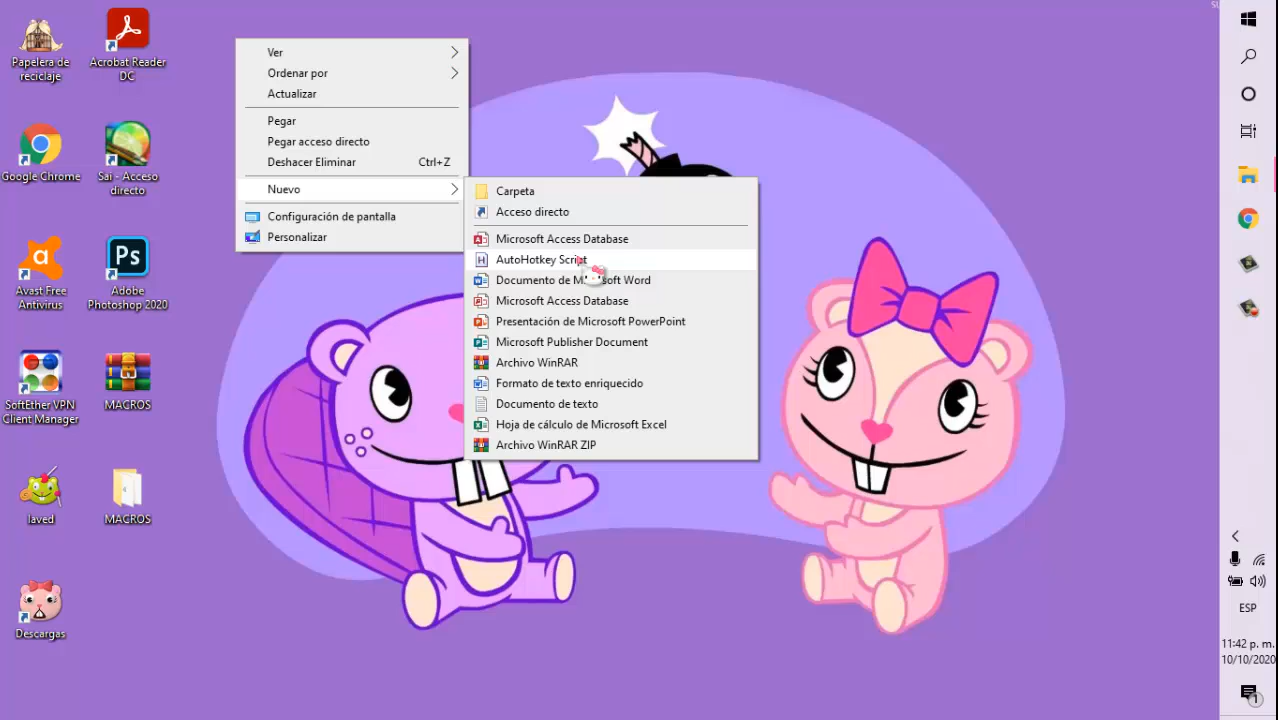 Papelera de
reciclaje
Acrobat Reader
DC
Google Chrome
Sai - Acceso
directo
Avast Free
Antivirus
Adobe
Photoshop 2020
SoftEther VPN
Client Manager
MACROS
laved
MACROS
Descargas
Ver
Ordenar por
Actualizar
Pegar
Pegar acceso directo
Deshacer Eliminar Ctrl+Z
Nuevo
Configuración de pantalla
Personalizar
Carpeta
Acceso directo
Microsoft Access Database
AutoHotkey Script
Documento de Microsoft Word
Microsoft Access Database
Presentación de Microsoft PowerPoint
Microsoft Publisher Document
Archivo WinRAR
Formato de texto enriquecido
Documento de texto
Hoja de cálculo de Microsoft Excel
Archivo WinRAR ZIP
ESP
11:42 p. m.
10/10/2020
1